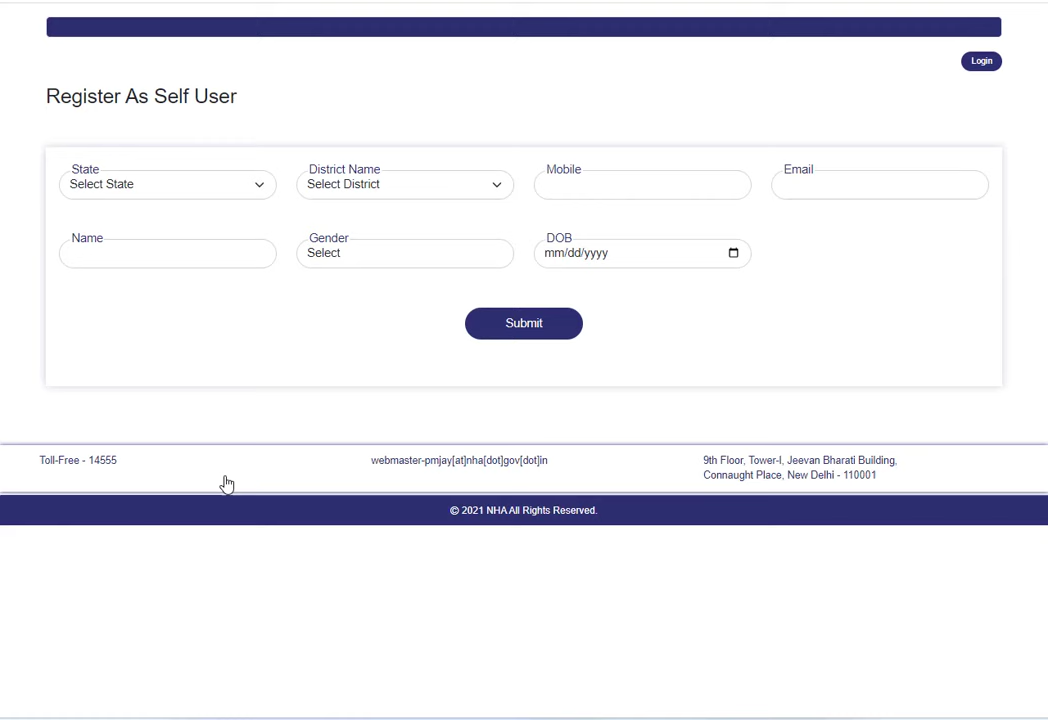 Login
Register As Self User
State
Select State
District Name
Select District
Mobile
Email
Name
Gender
Select
DOB
mm/dd/yyyy
Submit
Toll-Free - 14555
webmaster-pmjay[at]nha[dot]gov[dot]in
9th Floor, Tower-I, Jeevan Bharati Building,
Connaught Place, New Delhi - 110001
© 2021 NHA All Rights Reserved.